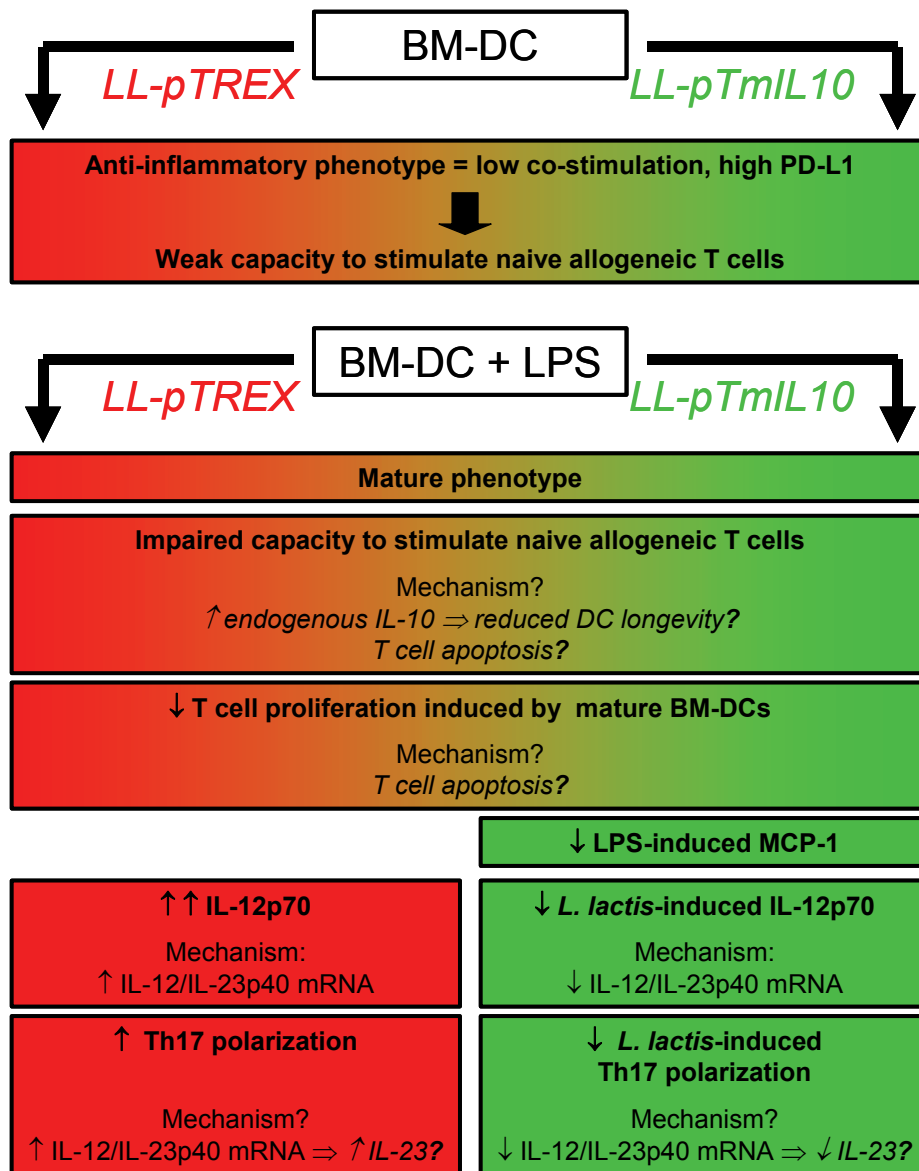 BM-DC
LL-pTREX
LL-pTmIL10
Anti-inflammatory phenotype = low co-stimulation, high PD-L1
Weak capacity to stimulate naive allogeneic T cells
BM-DC + LPS
LL-pTREX
LL-pTmIL10
Mature phenotype
Impaired capacity to stimulate naive allogeneic T cells
Mechanism?
↑ endogenous IL-10 ⇒ reduced DC longevity?
T cell apoptosis?
↓ T cell proliferation induced by mature BM-DCs
Mechanism?
T cell apoptosis?
↓ LPS-induced MCP-1
↑ ↑ IL-12p70
Mechanism:
↑ IL-12/IL-23p40 mRNA
↓ L. lactis-induced IL-12p70
Mechanism:
↓ IL-12/IL-23p40 mRNA
↑ Th17 polarization
Mechanism?
↑ IL-12/IL-23p40 mRNA ⇒ ↑ IL-23?
↓ L. lactis-induced
Th17 polarization
Mechanism?
↓ IL-12/IL-23p40 mRNA ⇒ ↓ IL-23?